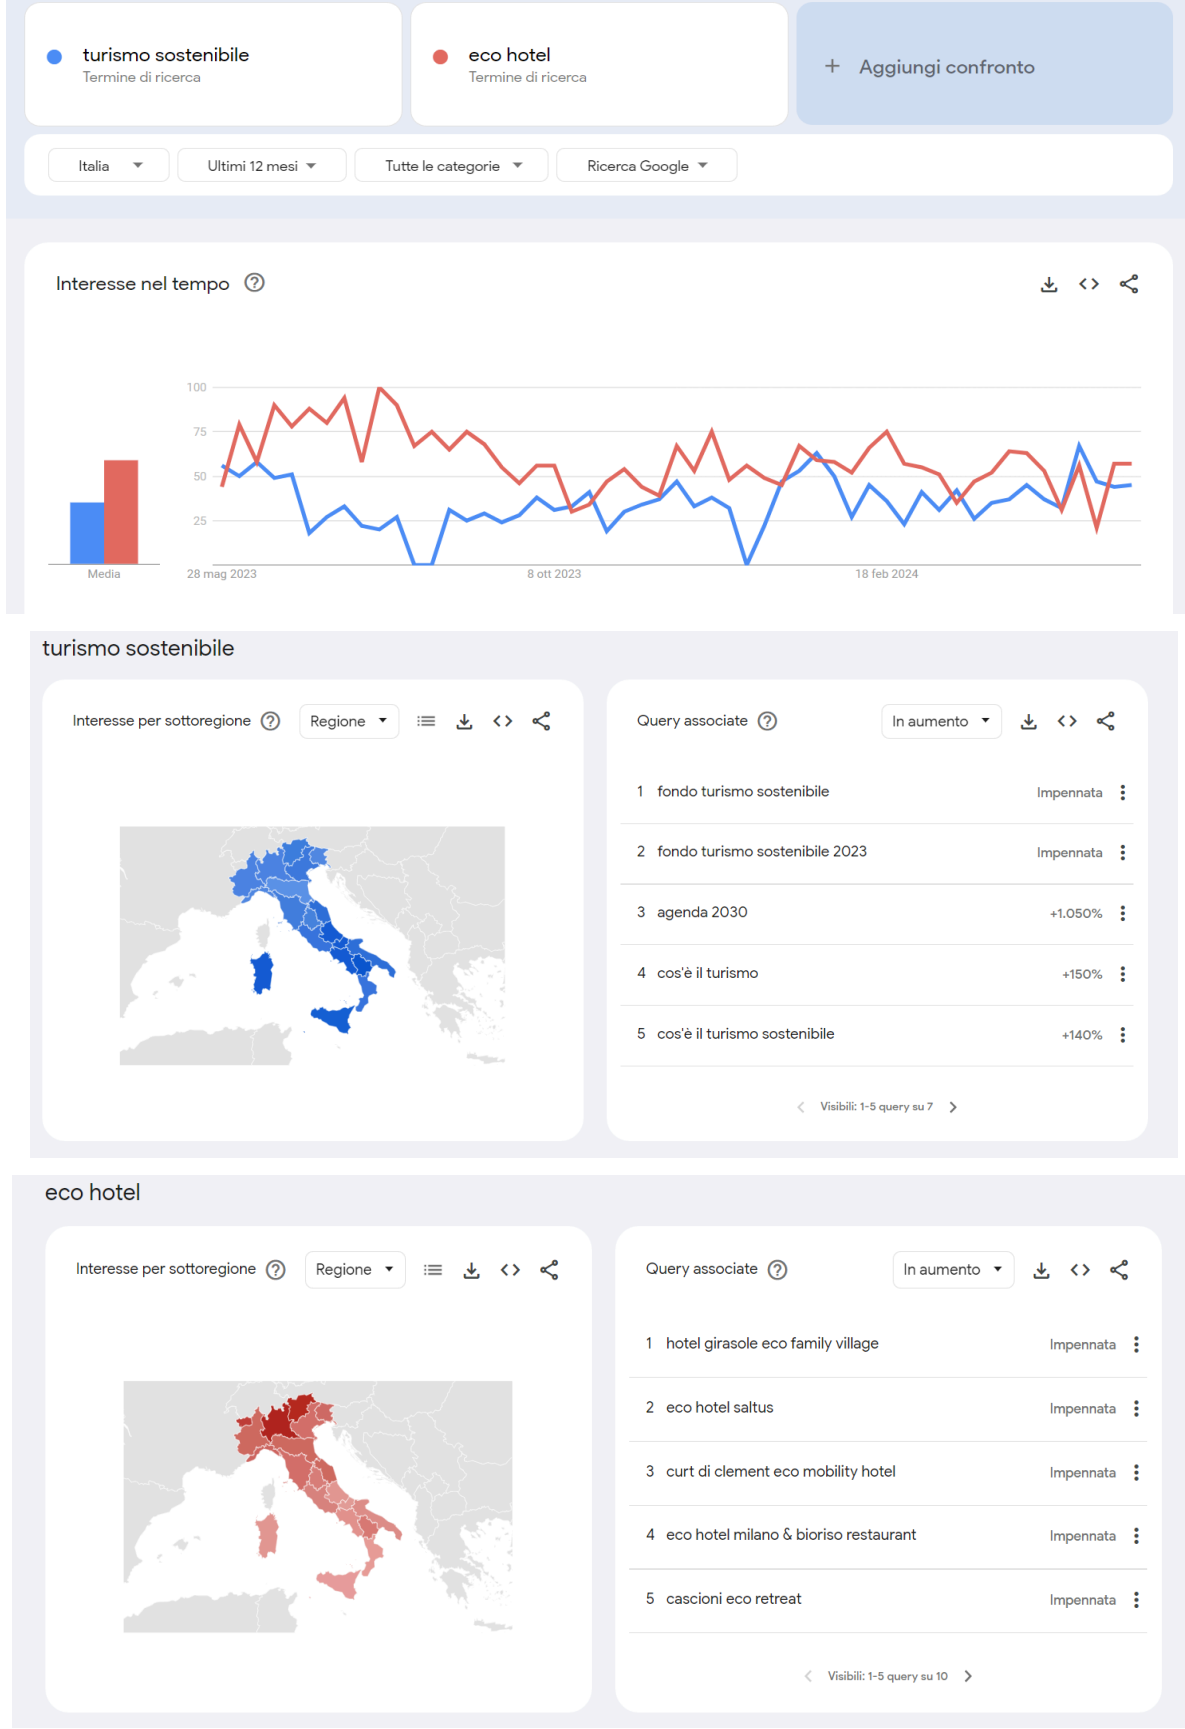 turismo sostenibile
Termine di ricerca
eco hotel
Termine di ricerca
+ Aggiungi confronto
Italia
Ultimi 12 mesi
Tutte le categorie
Ricerca Google
Interesse nel tempo
100
75
50
25
Media
28 mag 2023
8 ott 2023
18 feb 2024
turismo sostenibile
Interesse per sottoregione
Regione
Query associate
In aumento
1 fondo turismo sostenibile Impennata
2 fondo turismo sostenibile 2023 Impennata
3 agenda 2030 +1.050%
4 cos'è il turismo +150%
5 cos'è il turismo sostenibile +140%
Visibili: 1-5 query su 7
eco hotel
Interesse per sottoregione
Regione
Query associate
In aumento
1 hotel girasole eco family village Impennata
2 eco hotel saltus Impennata
3 curt di clement eco mobility hotel Impennata
4 eco hotel milano & bioriso restaurant Impennata
5 cascioni eco retreat Impennata
Visibili: 1-5 query su 10